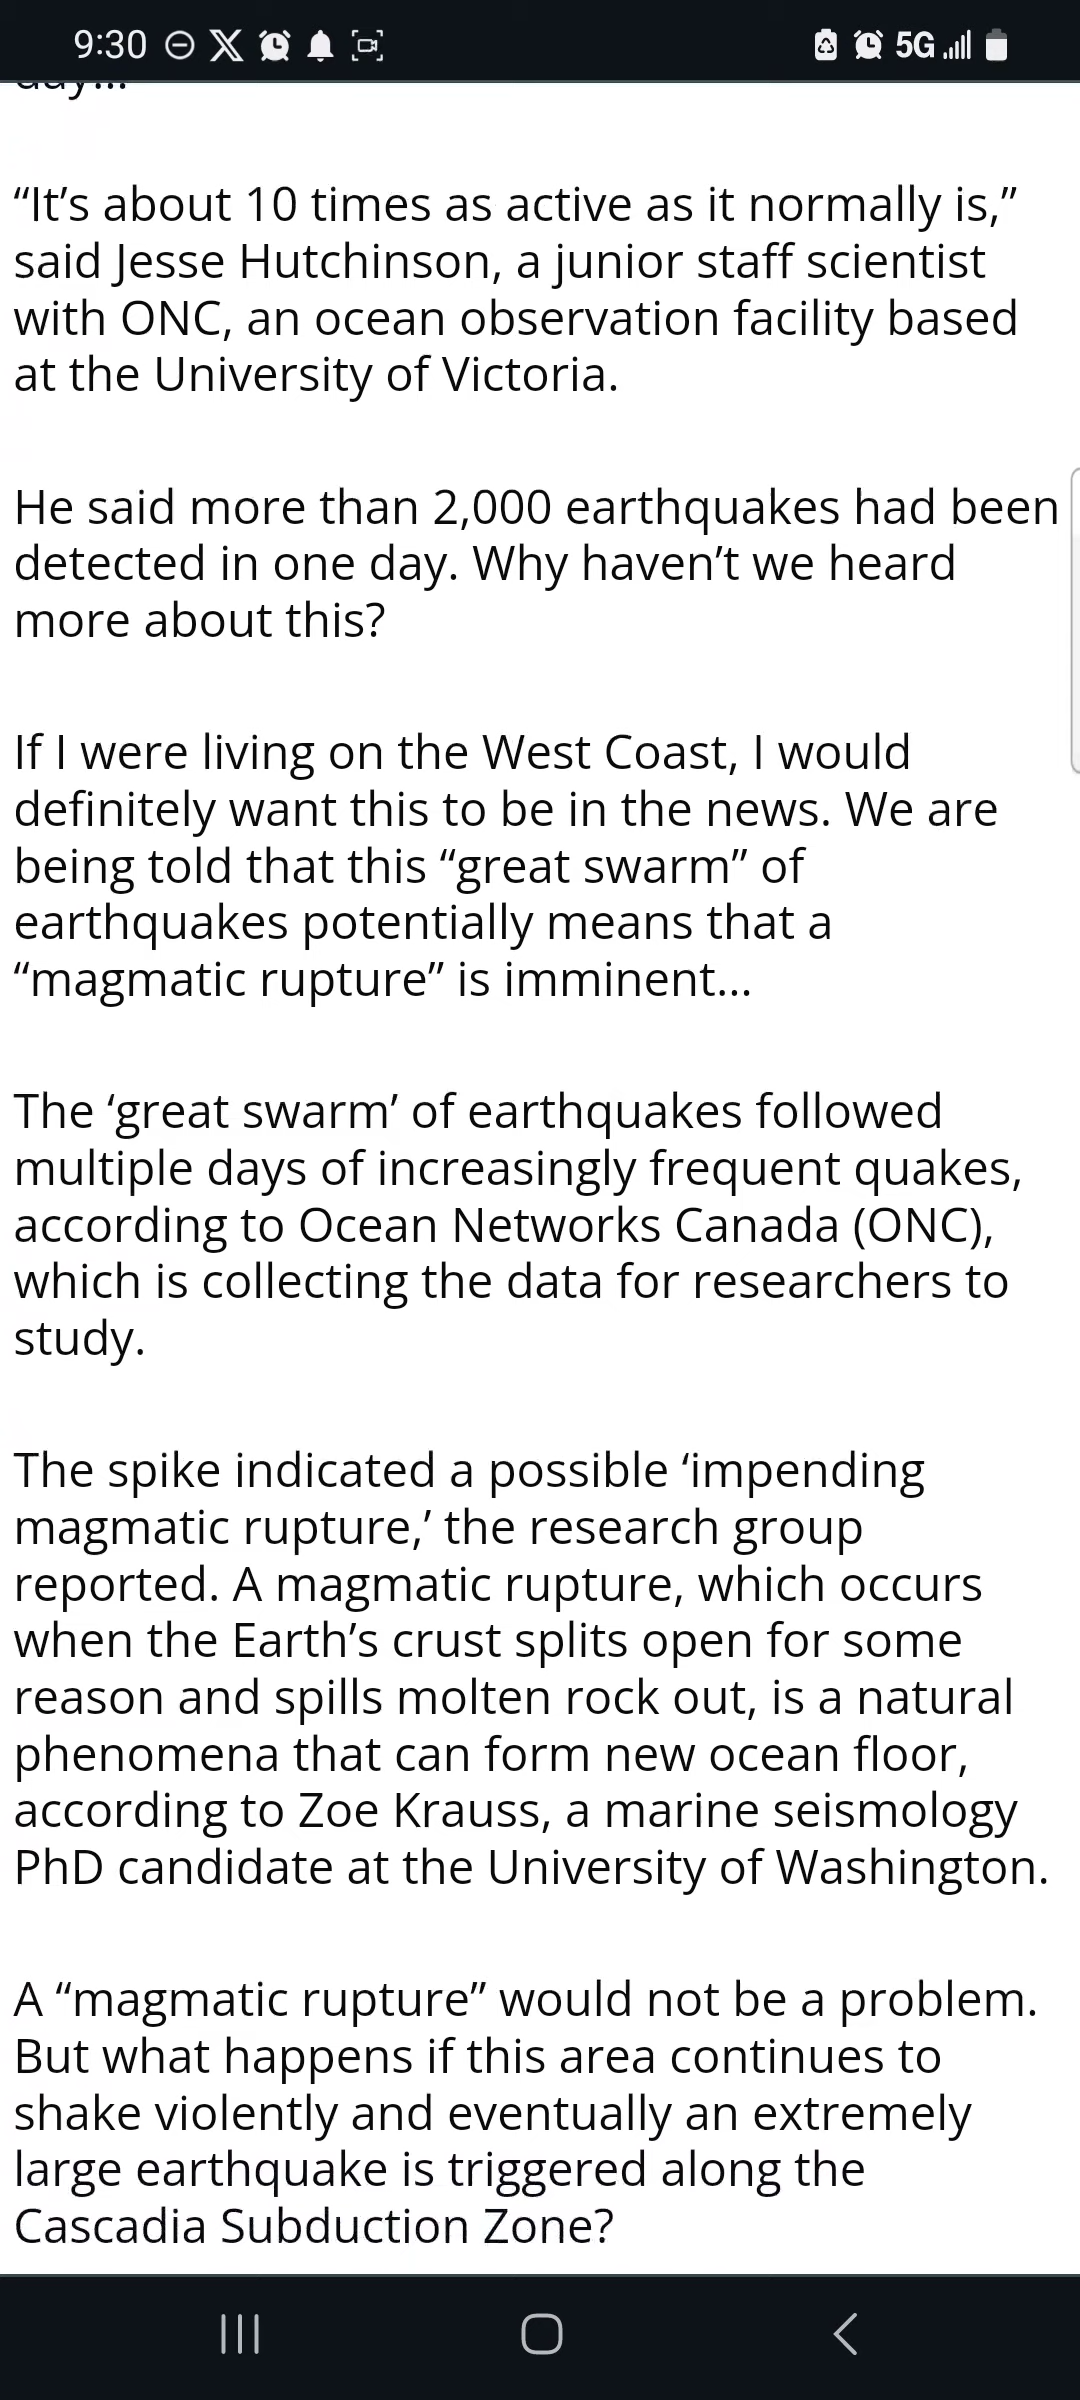 9:30
5G
day...
“It’s about 10 times as active as it normally is,”
said Jesse Hutchinson, a junior staff scientist
with ONC, an ocean observation facility based
at the University of Victoria.
He said more than 2,000 earthquakes had been
detected in one day. Why haven’t we heard
more about this?
If I were living on the West Coast, I would
definitely want this to be in the news. We are
being told that this “great swarm” of
earthquakes potentially means that a
“magmatic rupture” is imminent…
The ‘great swarm’ of earthquakes followed
multiple days of increasingly frequent quakes,
according to Ocean Networks Canada (ONC),
which is collecting the data for researchers to
study.
The spike indicated a possible ‘impending
magmatic rupture,’ the research group
reported. A magmatic rupture, which occurs
when the Earth’s crust splits open for some
reason and spills molten rock out, is a natural
phenomena that can form new ocean floor,
according to Zoe Krauss, a marine seismology
PhD candidate at the University of Washington.
A “magmatic rupture” would not be a problem.
But what happens if this area continues to
shake violently and eventually an extremely
large earthquake is triggered along the
Cascadia Subduction Zone?